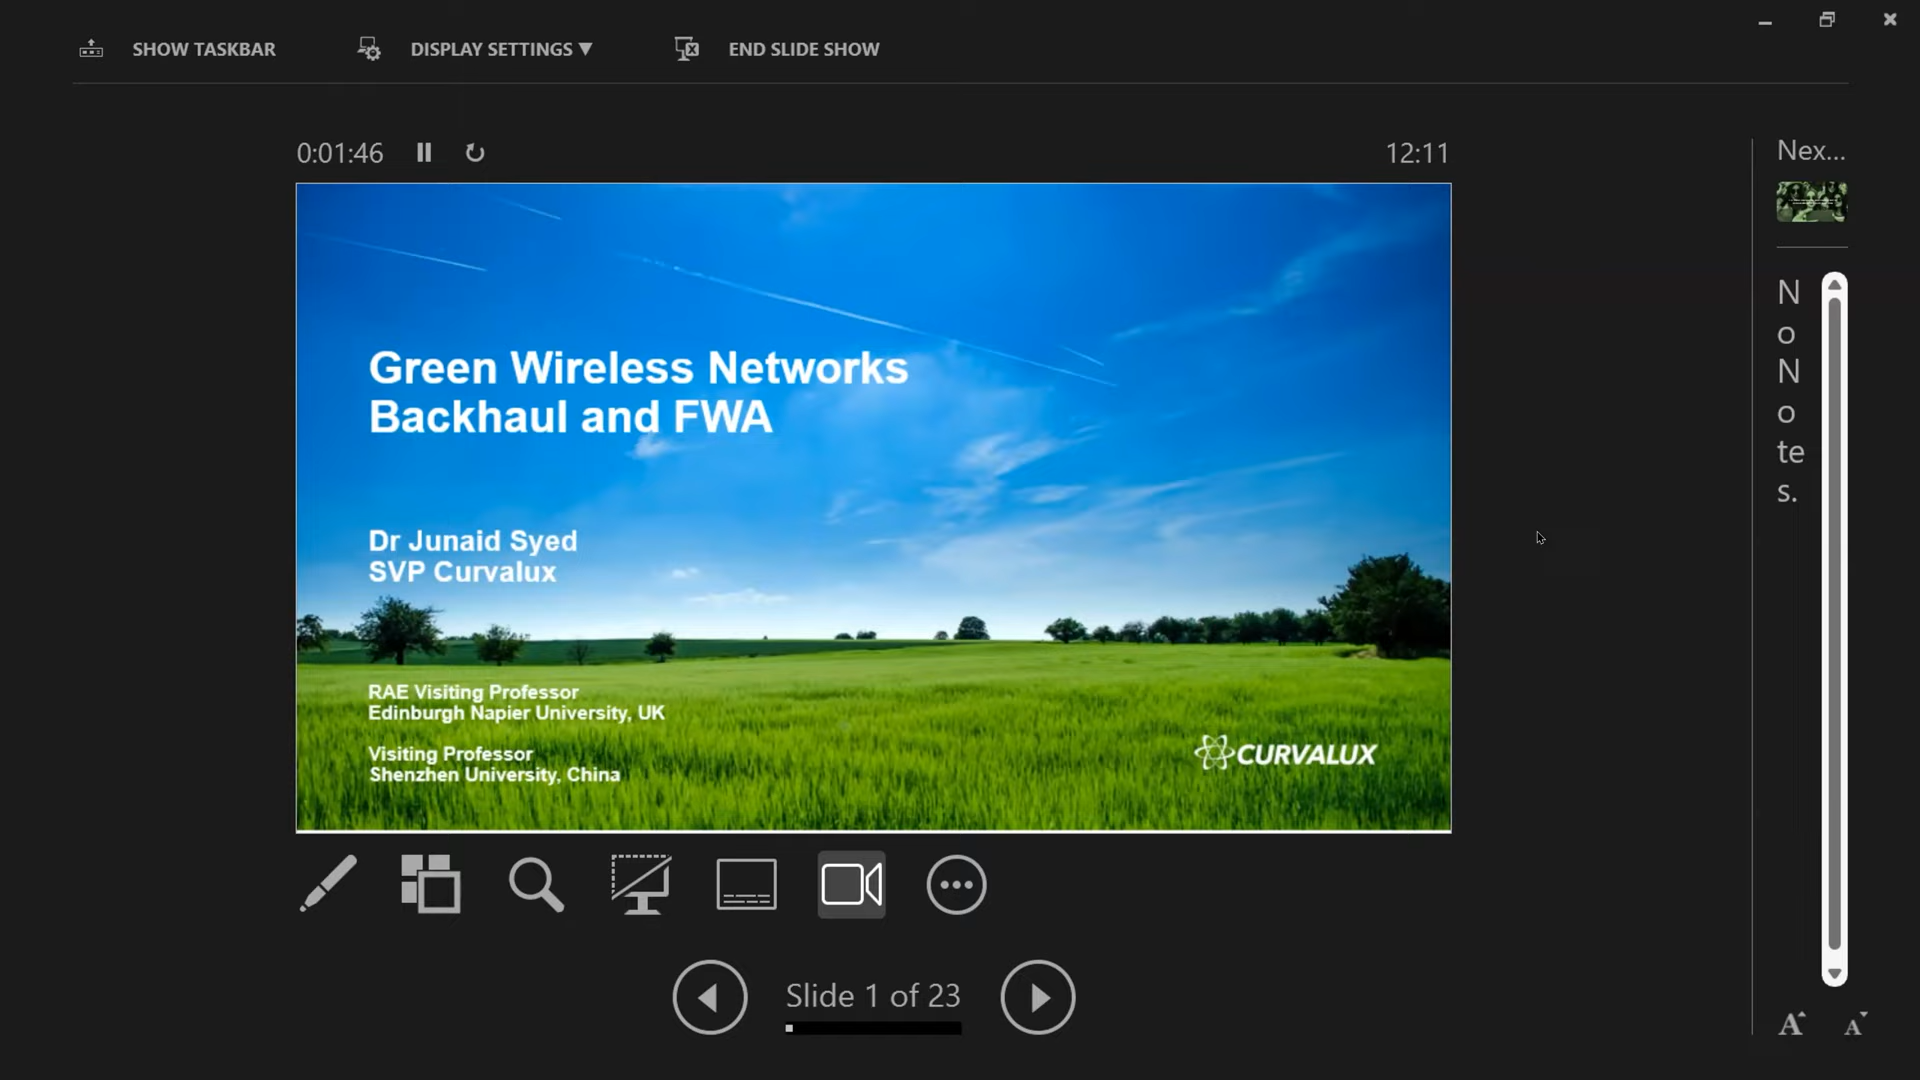 SHOW TASKBAR
DISPLAY SETTINGS ▼
END SLIDE SHOW
0:01:46
12:11
Nex...
Green Wireless Networks
Backhaul and FWA
Dr Junaid Syed
SVP Curvalux
RAE Visiting Professor
Edinburgh Napier University, UK
Visiting Professor
Shenzhen University, China
CURVALUX
N
o
N
o
te
s.
Slide 1 of 23
A
A